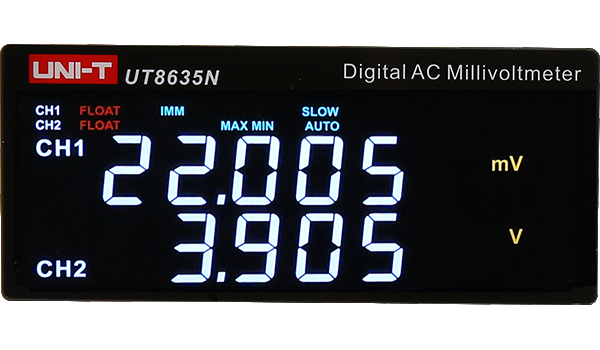 UNI-T UT8635N Digital AC Millivoltmeter
CH1 FLOAT IMM SLOW
CH2 FLOAT MAX MIN AUTO
CH1 22.005 mV
3.905 V
CH2